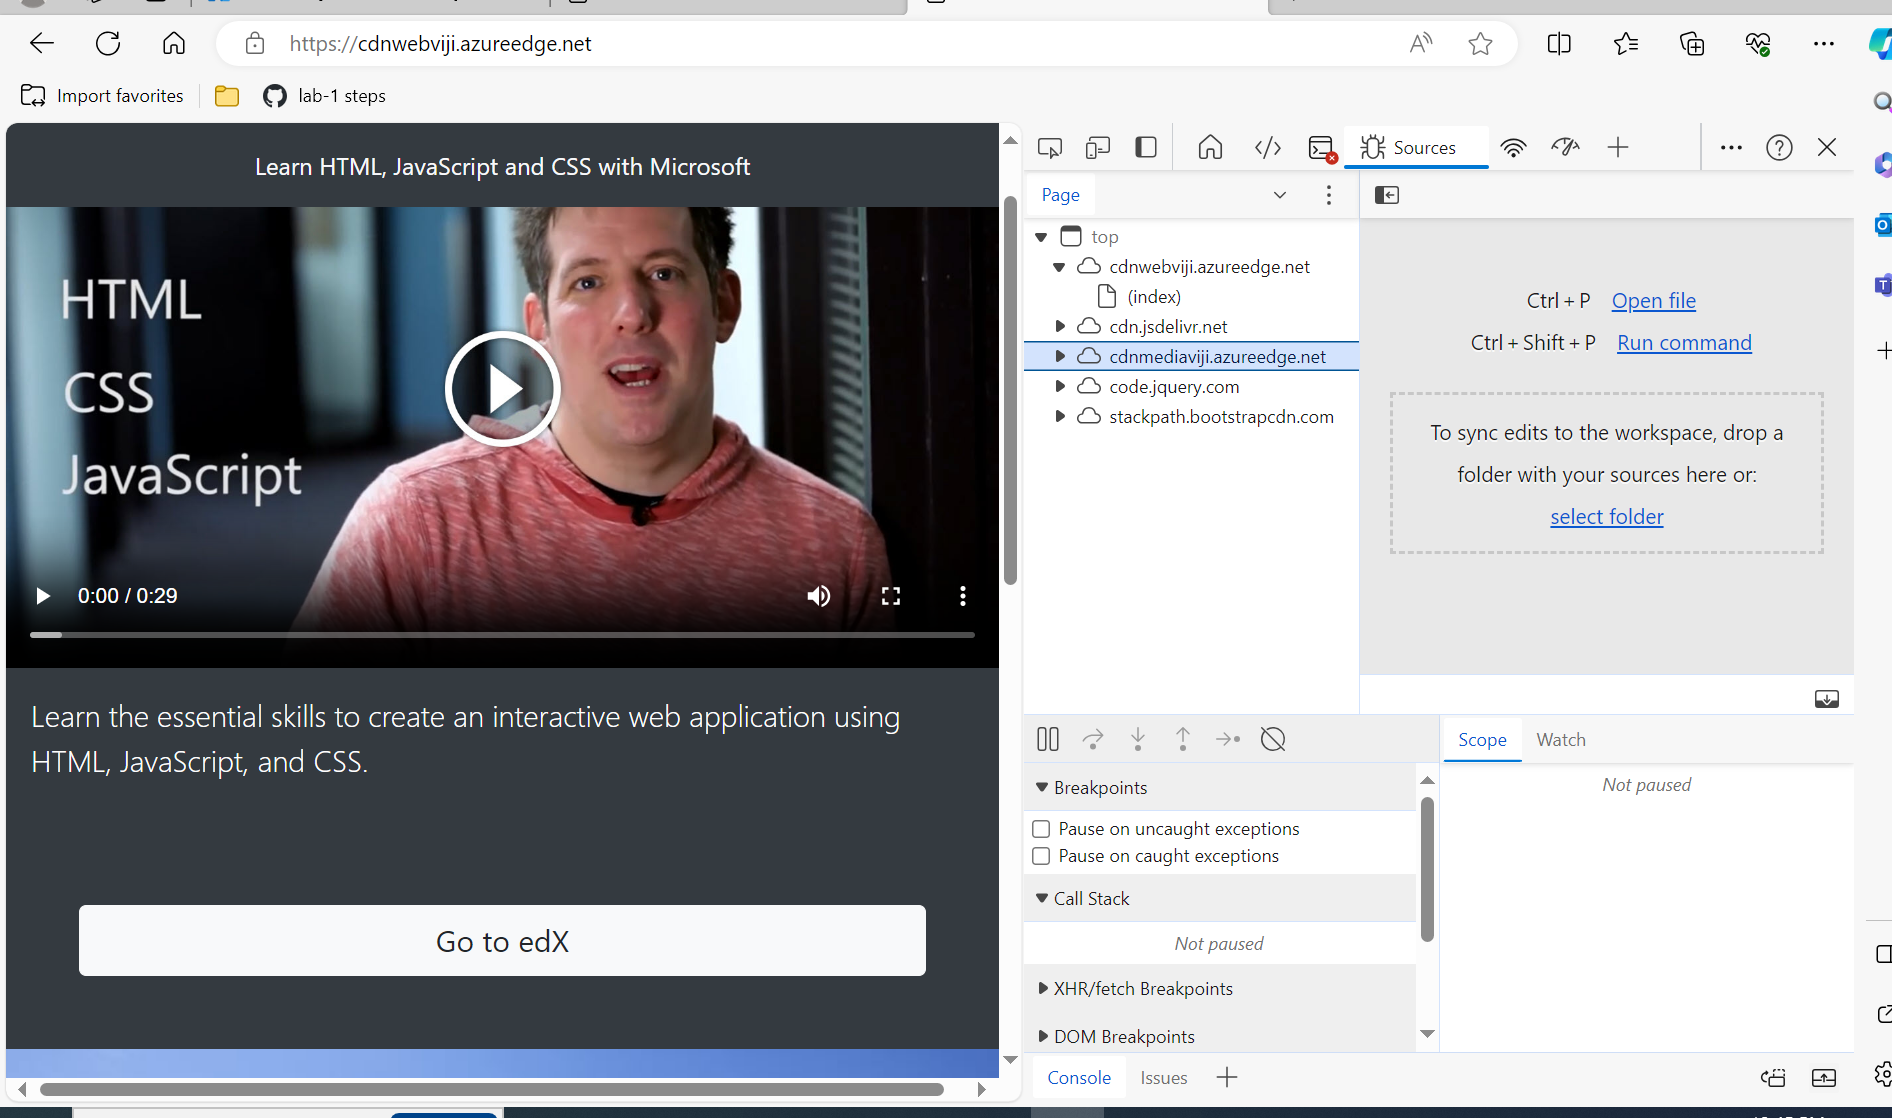 https://cdnwebviji.azureedge.net
Import favorites
lab-1 steps
Learn HTML, JavaScript and CSS with Microsoft
HTML
CSS
JavaScript
0:00 / 0:29
Learn the essential skills to create an interactive web application using
HTML, JavaScript, and CSS.
Go to edX
Sources
Page
top
cdnwebviji.azureedge.net
(index)
cdn.jsdelivr.net
cdnmediaviji.azureedge.net
code.jquery.com
stackpath.bootstrapcdn.com
Ctrl + P Open file
Ctrl + Shift + P Run command
To sync edits to the workspace, drop a
folder with your sources here or:
select folder
Breakpoints
Pause on uncaught exceptions
Pause on caught exceptions
Call Stack
Not paused
XHR/fetch Breakpoints
DOM Breakpoints
Scope Watch
Not paused
Console Issues